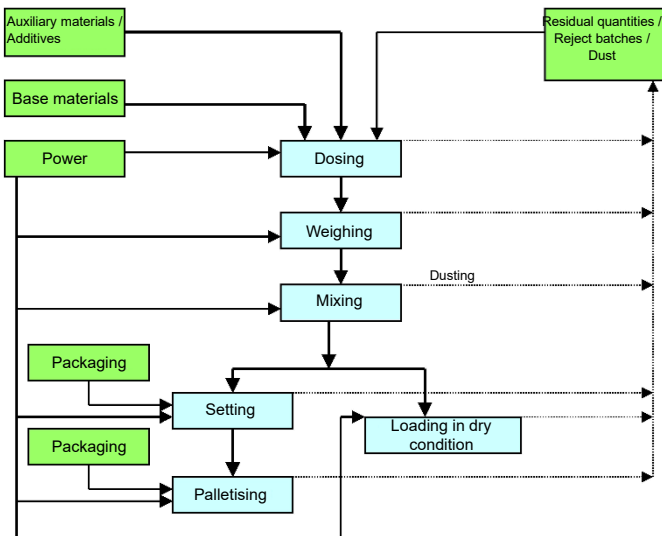 Auxiliary materials /
Additives
Residual quantities /
Reject batches /
Dust
Base materials
Power
Dosing
Weighing
Dusting
Mixing
Packaging
Setting
Loading in dry
condition
Packaging
Palletising